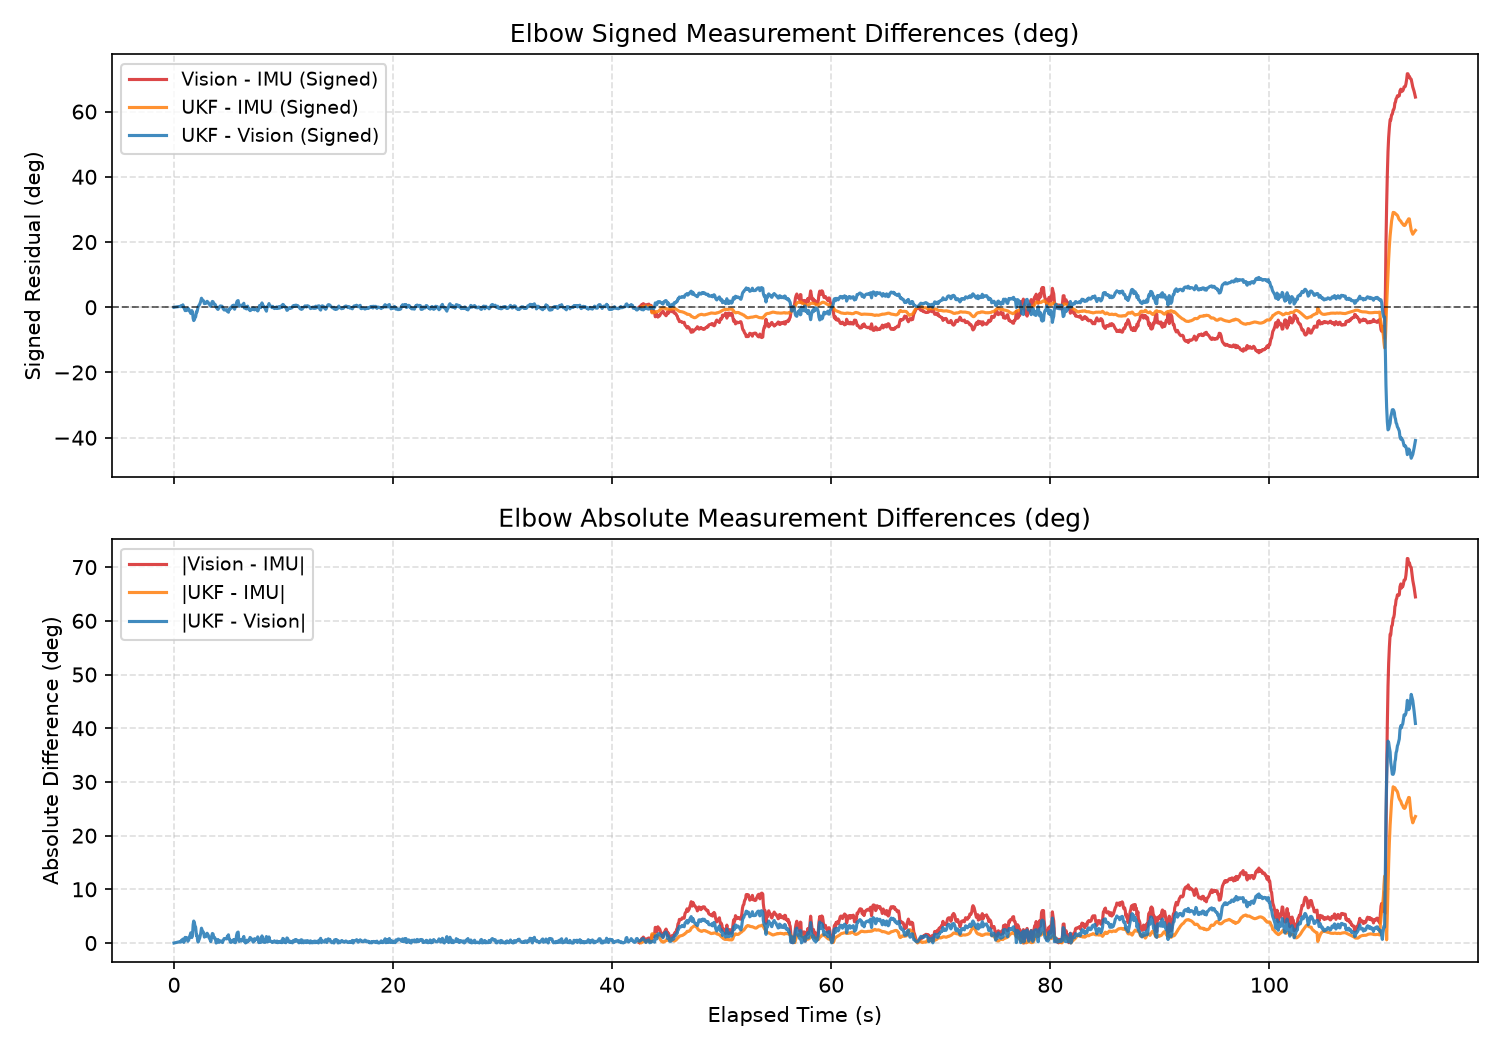 Elbow Signed Measurement Differences (deg)
Vision - IMU (Signed)
UKF - IMU (Signed)
UKF - Vision (Signed)
Signed Residual (deg)
60
40
20
0
−20
−40
Elbow Absolute Measurement Differences (deg)
|Vision - IMU|
|UKF - IMU|
|UKF - Vision|
Absolute Difference (deg)
70
60
50
40
30
20
10
0
0 20 40 60 80 100
Elapsed Time (s)